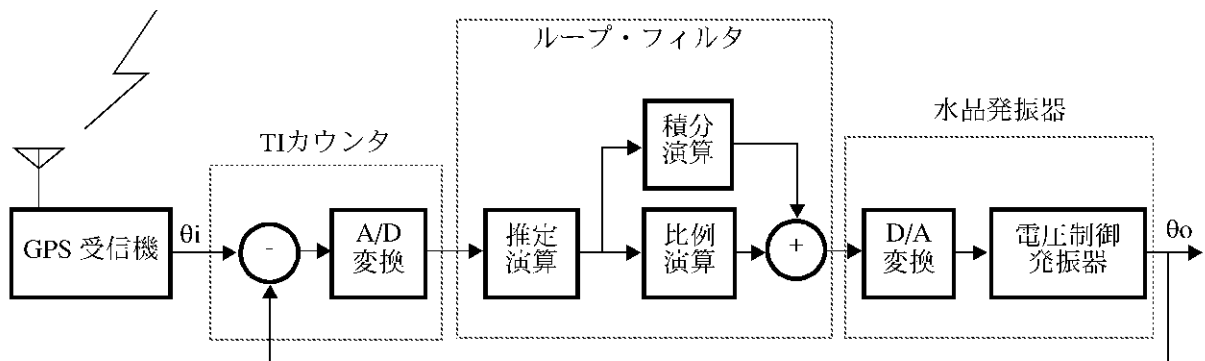 ループ・フィルタ
水品発振器
TIカウンタ
積分
演算
GPS 受信機
θi
-
A/D
変換
推定
演算
比例
演算
+
D/A
変換
電圧制御
発振器
θo